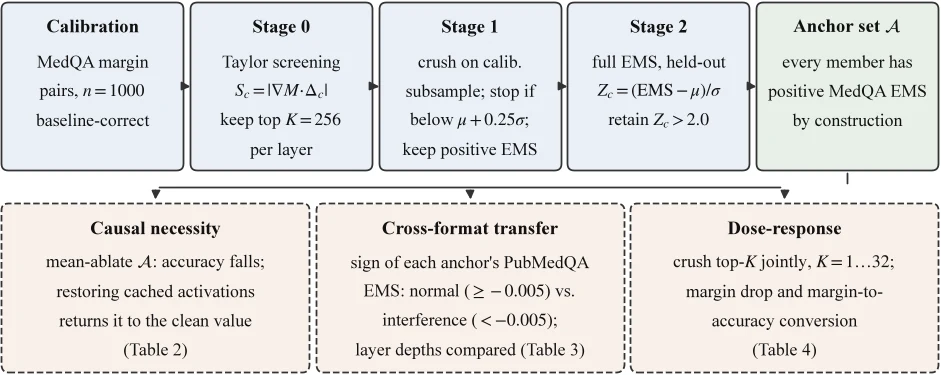 Calibration
MedQA margin
pairs, n = 1000
baseline-correct
Stage 0
Taylor screening
S_c = |∇M·Δ_c|
keep top K = 256
per layer
Stage 1
crush on calib.
subsample; stop if
below μ + 0.25σ;
keep positive EMS
Stage 2
full EMS, held-out
Z_c = (EMS − μ)/σ
retain Z_c > 2.0
Anchor set 𝒜
every member has
positive MedQA EMS
by construction
Causal necessity
mean-ablate 𝒜: accuracy falls;
restoring cached activations
returns it to the clean value
(Table 2)
Cross-format transfer
sign of each anchor's PubMedQA
EMS: normal (≥ −0.005) vs.
interference (< −0.005);
layer depths compared (Table 3)
Dose-response
crush top-K jointly, K = 1…32;
margin drop and margin-to-
accuracy conversion
(Table 4)